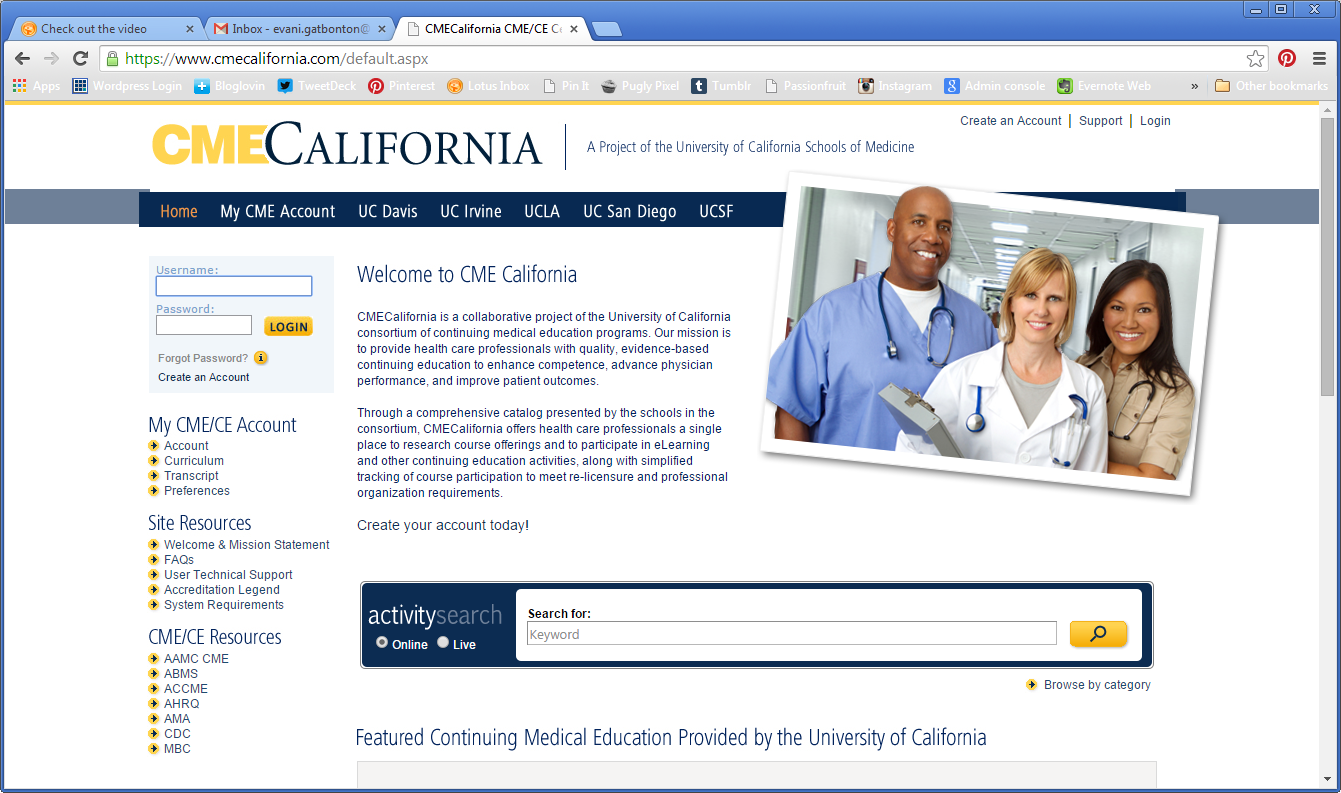 Check out the video
Inbox - evani.gatbonton@
CMECalifornia CME/CE C
https://www.cmecalifornia.com/default.aspx
Apps
Wordpress Login
Bloglovin
TweetDeck
Pinterest
Lotus Inbox
Pin It
Pugly Pixel
Tumblr
Passionfruit
Instagram
Admin console
Evernote Web
»
Other bookmarks
Create an Account | Support | Login
CMECALIFORNIA
A Project of the University of California Schools of Medicine
Home My CME Account UC Davis UC Irvine UCLA UC San Diego UCSF
Username:
Password:
LOGIN
Forgot Password?
Create an Account
My CME/CE Account
Account
Curriculum
Transcript
Preferences
Site Resources
Welcome & Mission Statement
FAQs
User Technical Support
Accreditation Legend
System Requirements
CME/CE Resources
AAMC CME
ABMS
ACCME
AHRQ
AMA
CDC
MBC
Welcome to CME California
CMECalifornia is a collaborative project of the University of California
consortium of continuing medical education programs. Our mission is
to provide health care professionals with quality, evidence-based
continuing education to enhance competence, advance physician
performance, and improve patient outcomes.
Through a comprehensive catalog presented by the schools in the
consortium, CMECalifornia offers health care professionals a single
place to research course offerings and to participate in eLearning
and other continuing education activities, along with simplified
tracking of course participation to meet re-licensure and professional
organization requirements.
Create your account today!
activitysearch
Online Live
Search for:
Keyword
Browse by category
Featured Continuing Medical Education Provided by the University of California